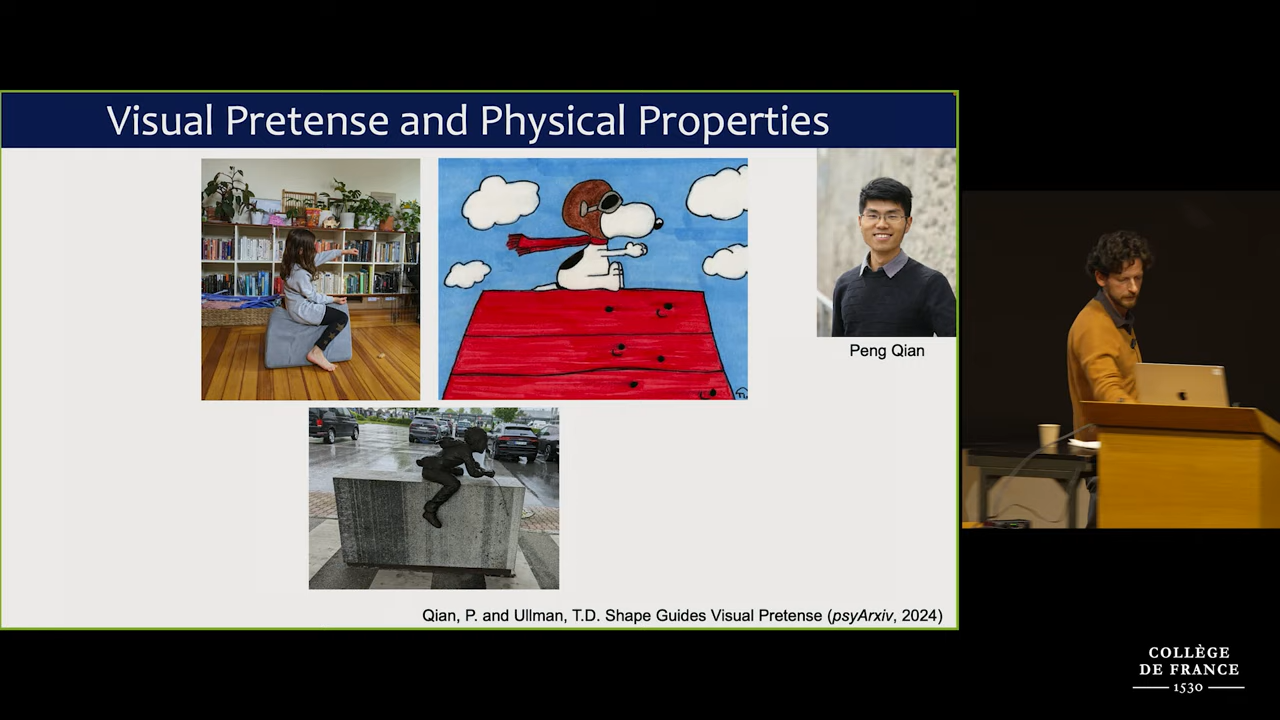 Visual Pretense and Physical Properties
Peng Qian
Qian, P. and Ullman, T.D. Shape Guides Visual Pretense (psyArxiv, 2024)
COLLÈGE
DE FRANCE
1530